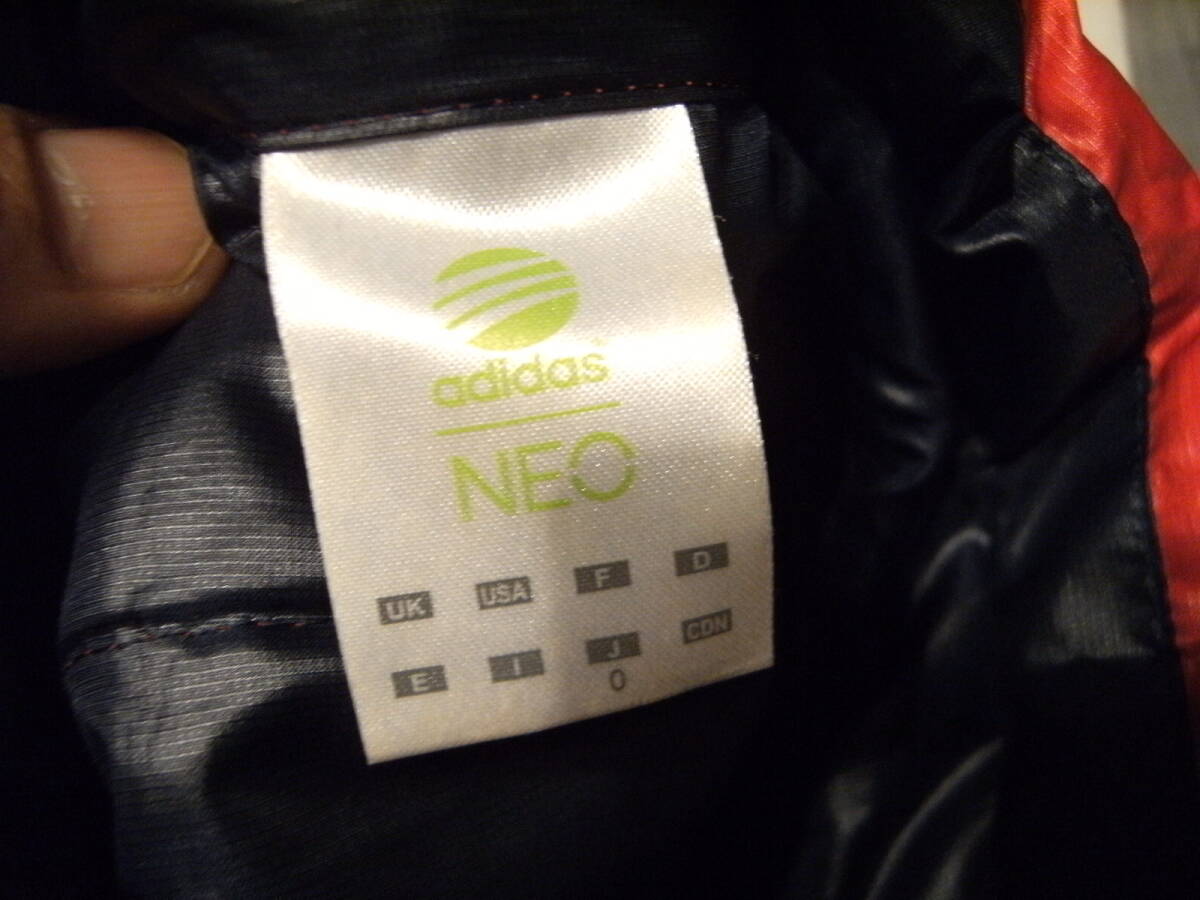 adidas
NEO
UK USA F D
E I J CDN
0